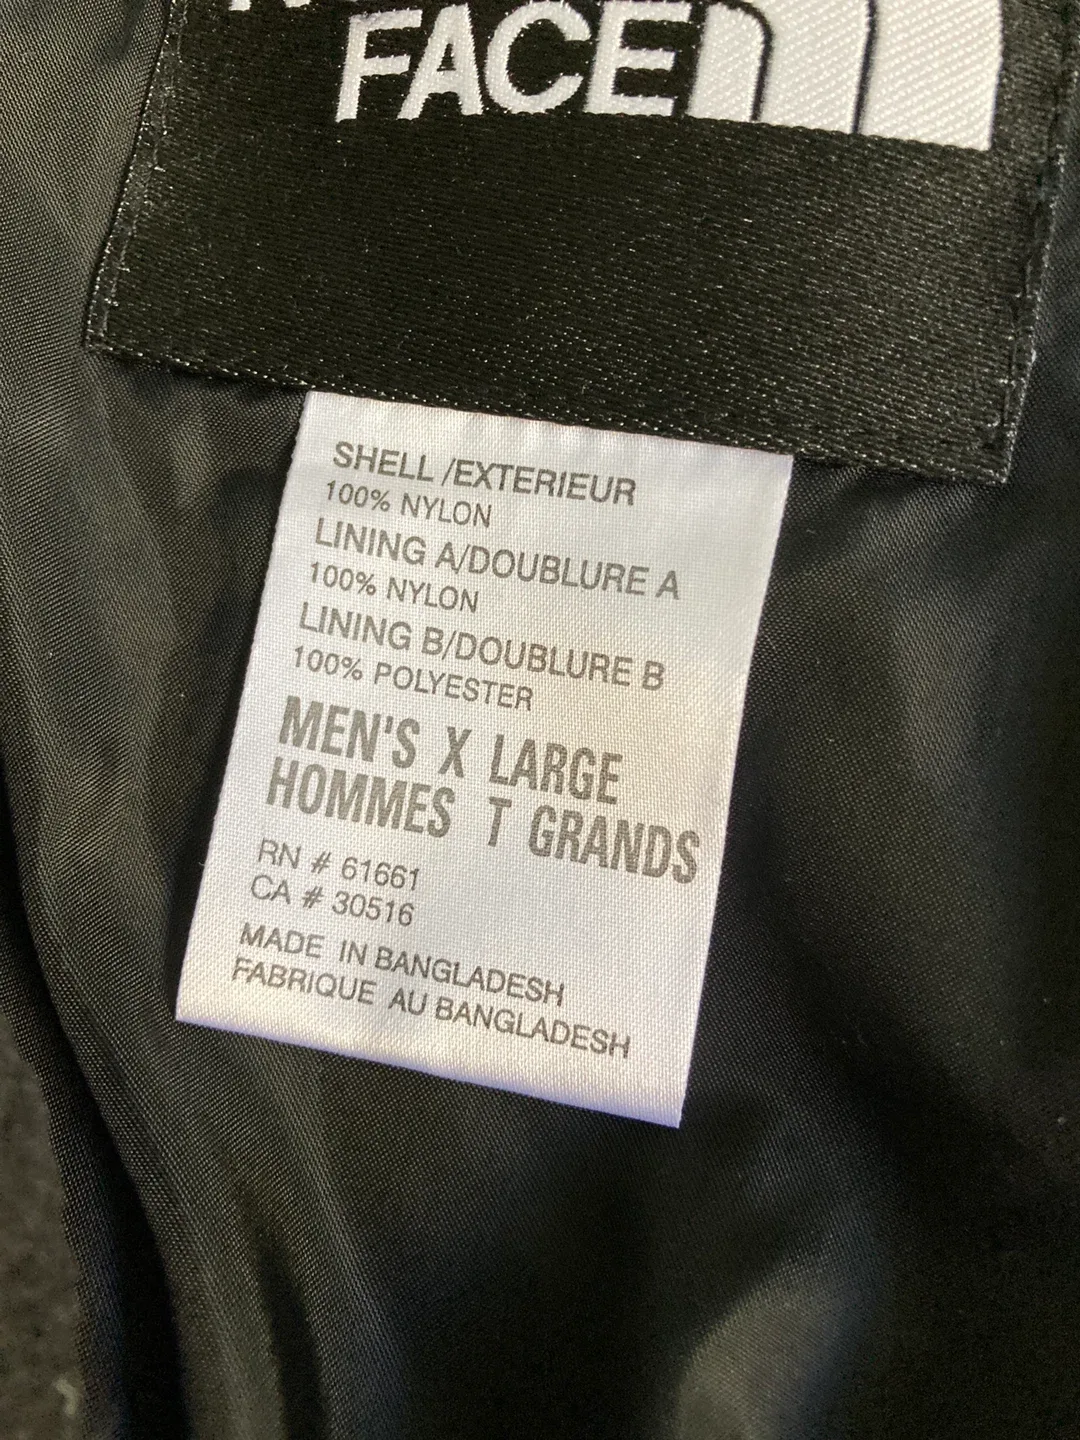 FACE
SHELL /EXTERIEUR
100% NYLON
LINING A/DOUBLURE A
100% NYLON
LINING B/DOUBLURE B
100% POLYESTER
MEN'S X LARGE
HOMMES T GRANDS
RN # 61661
CA # 30516
MADE IN BANGLADESH
FABRIQUE AU BANGLADESH